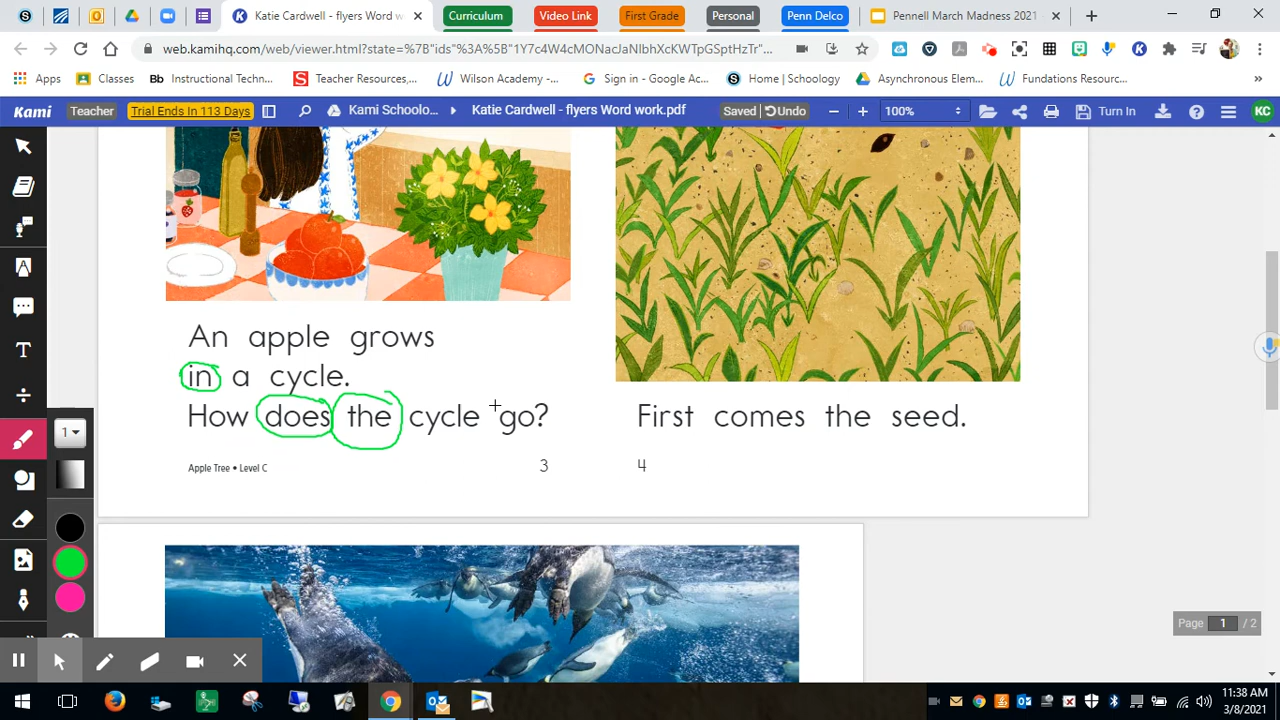 Katie Cardwell - flyers Word w
Curriculum
Video Link
First Grade
Personal
Penn Delco
Pennell March Madness 2021 -
web.kamihq.com/web/viewer.html?state=%7B"ids"%3A%5B"1Y7c4W4cMONacJaNIbhXcKWTpGSptHzTr"...
Apps
Classes
Bb Instructional Techn...
Teacher Resources,...
Wilson Academy -...
Sign in - Google Ac...
Home | Schoology
Asynchronous Elem...
Fundations Resourc...
»
Kami
Teacher
Trial Ends In 113 Days
Kami Schoolo...
Katie Cardwell - flyers Word work.pdf
Saved
Undo
100%
Turn In
KC
An apple grows
in a cycle.
How does the cycle go?
Apple Tree • Level C
3
First comes the seed.
4
1
Page 1 / 2
11:38 AM
3/8/2021